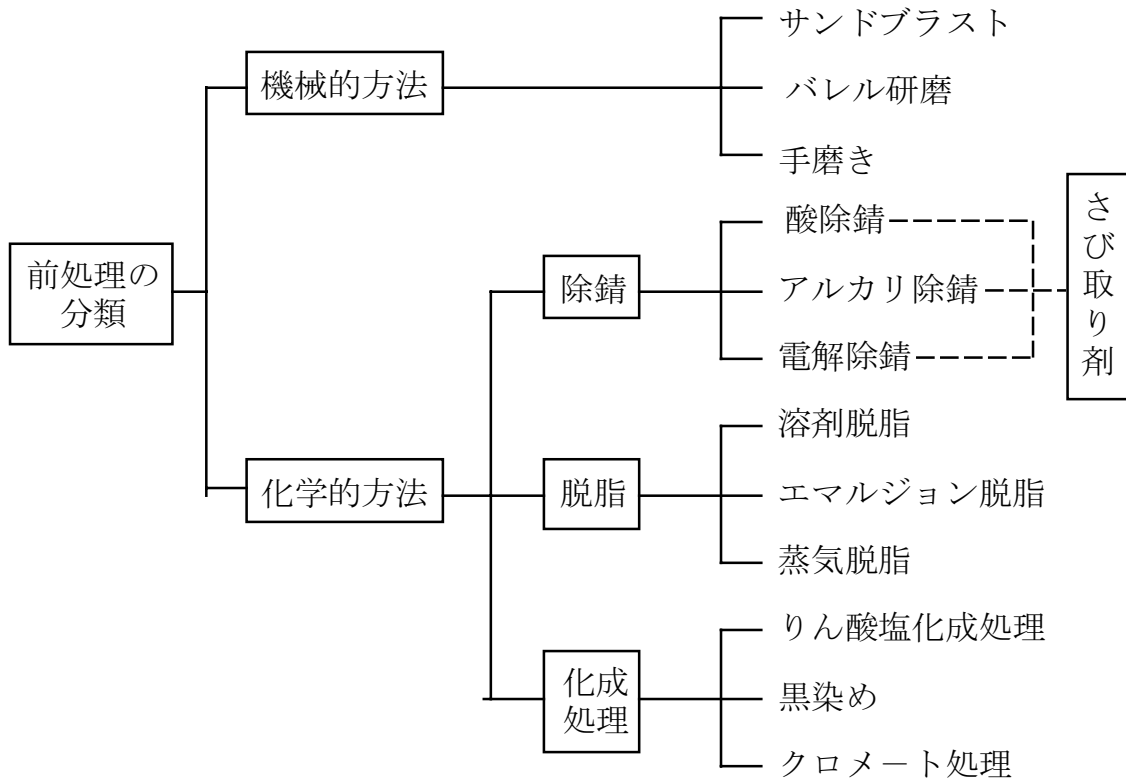 前処理の
分類
機械的方法
サンドブラスト
バレル研磨
手磨き
化学的方法
除錆
酸除錆
アルカリ除錆
電解除錆
さび取り剤
脱脂
溶剤脱脂
エマルジョン脱脂
蒸気脱脂
化成
処理
りん酸塩化成処理
黒染め
クロメート処理